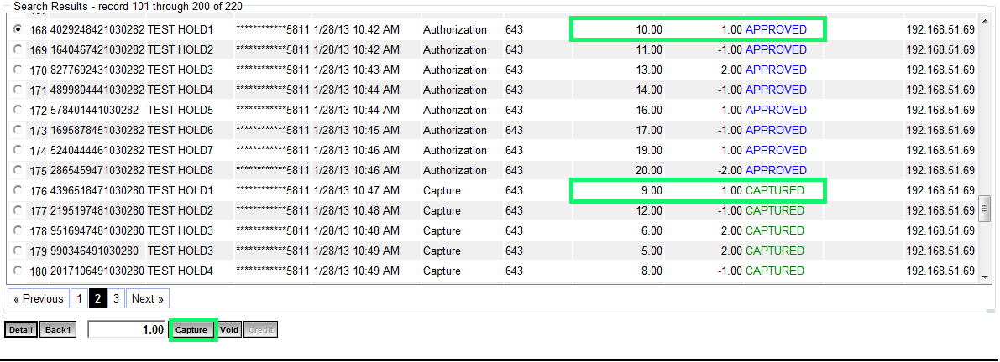 Search Results - record 101 through 200 of 220
168 4029248421030282 TEST HOLD1 ************5811 1/28/13 10:42 AM Authorization 643 10.00 1.00 APPROVED 192.168.51.69
169 1640467421030282 TEST HOLD2 ************5811 1/28/13 10:42 AM Authorization 643 11.00 -1.00 APPROVED 192.168.51.69
170 8277692431030282 TEST HOLD3 ************5811 1/28/13 10:43 AM Authorization 643 13.00 2.00 APPROVED 192.168.51.69
171 4899804441030282 TEST HOLD4 ************5811 1/28/13 10:44 AM Authorization 643 14.00 -1.00 APPROVED 192.168.51.69
172 578401441030282 TEST HOLD5 ************5811 1/28/13 10:44 AM Authorization 643 16.00 1.00 APPROVED 192.168.51.69
173 1695878451030282 TEST HOLD6 ************5811 1/28/13 10:45 AM Authorization 643 17.00 -1.00 APPROVED 192.168.51.69
174 5240444461030282 TEST HOLD7 ************5811 1/28/13 10:46 AM Authorization 643 19.00 1.00 APPROVED 192.168.51.69
175 2865459471030282 TEST HOLD8 ************5811 1/28/13 10:46 AM Authorization 643 20.00 -2.00 APPROVED 192.168.51.69
176 4396518471030280 TEST HOLD1 ************5811 1/28/13 10:47 AM Capture 643 9.00 1.00 CAPTURED 192.168.51.69
177 2195197481030280 TEST HOLD2 ************5811 1/28/13 10:48 AM Capture 643 12.00 -1.00 CAPTURED 192.168.51.69
178 9516947481030280 TEST HOLD3 ************5811 1/28/13 10:48 AM Capture 643 6.00 2.00 CAPTURED 192.168.51.69
179 990346491030280 TEST HOLD3 ************5811 1/28/13 10:49 AM Capture 643 5.00 2.00 CAPTURED 192.168.51.69
180 2017106491030280 TEST HOLD4 ************5811 1/28/13 10:49 AM Capture 643 8.00 -1.00 CAPTURED 192.168.51.69
« Previous 1 2 3 Next »
Detail Back1 1.00 Capture Void Credit